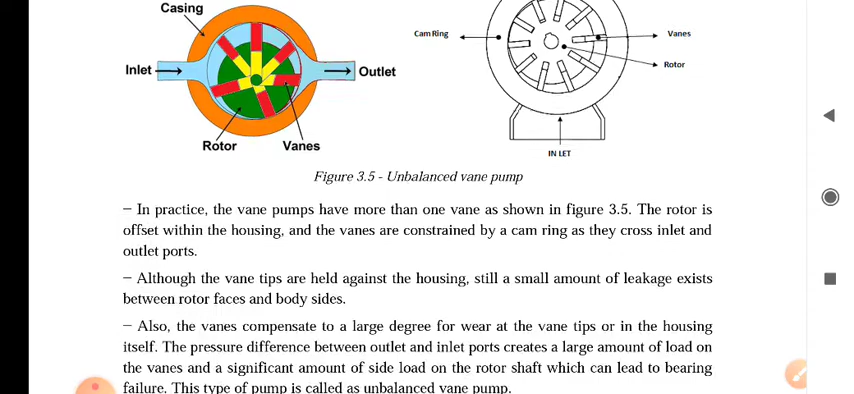 Casing
Inlet
Outlet
Rotor
Vanes
Cam Ring
Vanes
Rotor
IN LET
Figure 3.5 - Unbalanced vane pump
– In practice, the vane pumps have more than one vane as shown in figure 3.5. The rotor is
offset within the housing, and the vanes are constrained by a cam ring as they cross inlet and
outlet ports.
– Although the vane tips are held against the housing, still a small amount of leakage exists
between rotor faces and body sides.
– Also, the vanes compensate to a large degree for wear at the vane tips or in the housing
itself. The pressure difference between outlet and inlet ports creates a large amount of load on
the vanes and a significant amount of side load on the rotor shaft which can lead to bearing
failure. This type of pump is called as unbalanced vane pump.